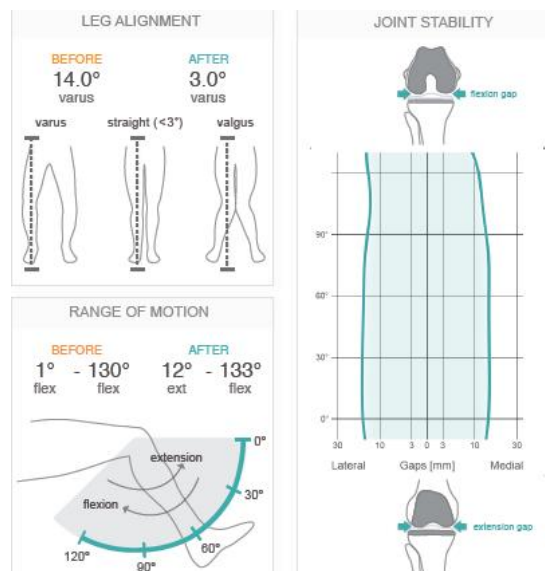 LEG ALIGNMENT
BEFORE AFTER
14.0° 3.0°
varus varus
varus straight (<3°) valgus
RANGE OF MOTION
BEFORE AFTER
1° - 130° 12° - 133°
flex flex ext flex
extension
flexion
0°
30°
60°
90°
120°
JOINT STABILITY
flexion gap
90°
60°
30°
0°
30 10 3 0 3 10 30
Lateral Gaps [mm] Medial
extension gap